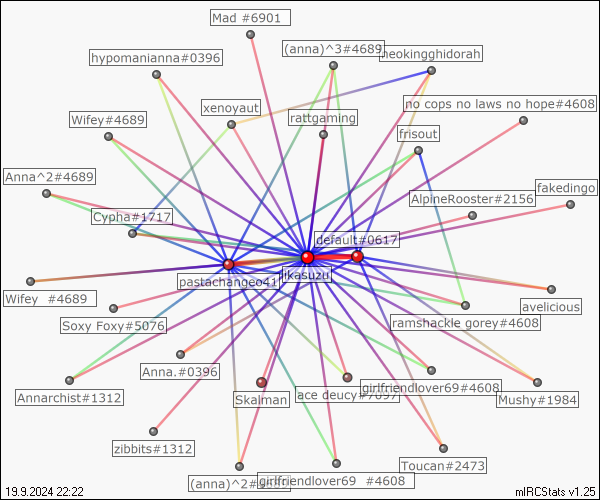 Mad #6901
(anna)^3#4689
neokingghidorah
hypomanianna#0396
xenoyaut
rattgaming
no cops no laws no hope#4608
Wifey#4689
frisout
Anna^2#4689
AlpineRooster#2156
fakedingo
Cypha#1717
default#0617
pastachangeo41
ikasuzu
Wifey #4689
avelicious
Soxy Foxy#5076
ramshackle gorey#4608
Anna.#0396
Annarchist#1312
Skalman
ace deucy#7697
girlfriendlover69#4608
Mushy#1984
zibbits#1312
Toucan#2473
(anna)^2#4689
girlfriendlover69 #4608
19.9.2024 22:22
mIRCStats v1.25